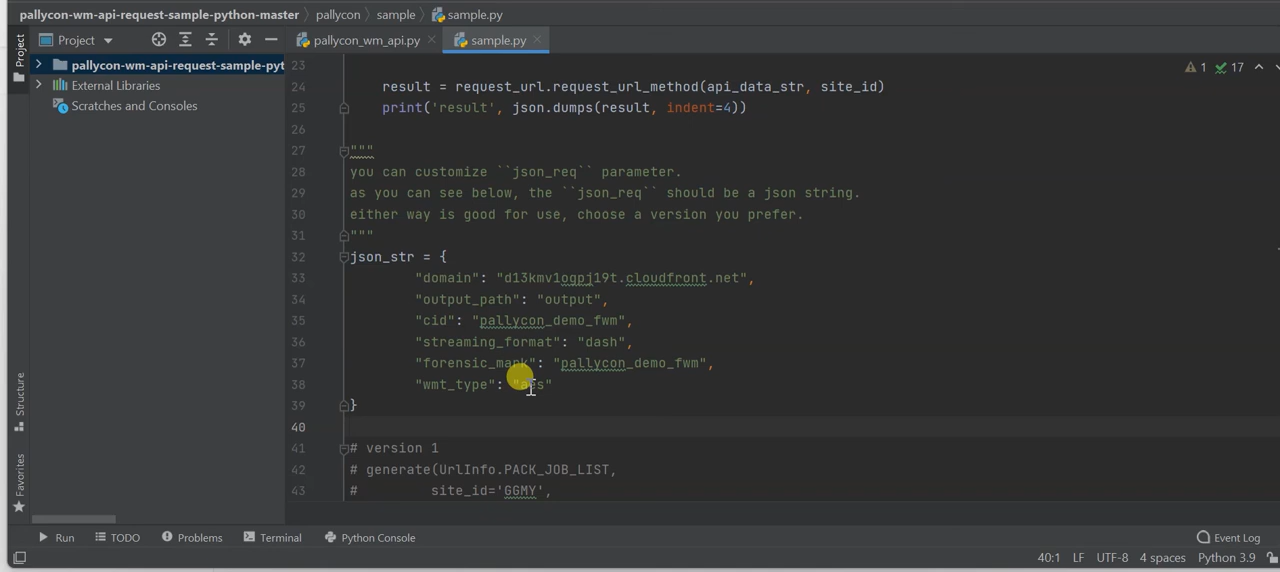 pallycon-wm-api-request-sample-python-master pallycon sample sample.py
Project
Project
pallycon_wm_api.py
sample.py
pallycon-wm-api-request-sample-pyt
External Libraries
Scratches and Consoles
1 17
23
24 result = request_url.request_url_method(api_data_str, site_id)
25 print('result', json.dumps(result, indent=4))
26
27 """
28 you can customize ``json_req`` parameter.
29 as you can see below, the ``json_req`` should be a json string.
30 either way is good for use, choose a version you prefer.
31 """
32 json_str = {
33 "domain": "d13kmv1ogpj19t.cloudfront.net",
34 "output_path": "output",
35 "cid": "pallycon_demo_fwm",
36 "streaming_format": "dash",
37 "forensic_mark": "pallycon_demo_fwm",
38 "wmt_type": "aes"
39 }
40
41 # version 1
42 # generate(UrlInfo.PACK_JOB_LIST,
43 # site_id='GGMY',
Structure
Favorites
Run TODO Problems Terminal Python Console Event Log
40:1 LF UTF-8 4 spaces Python 3.9